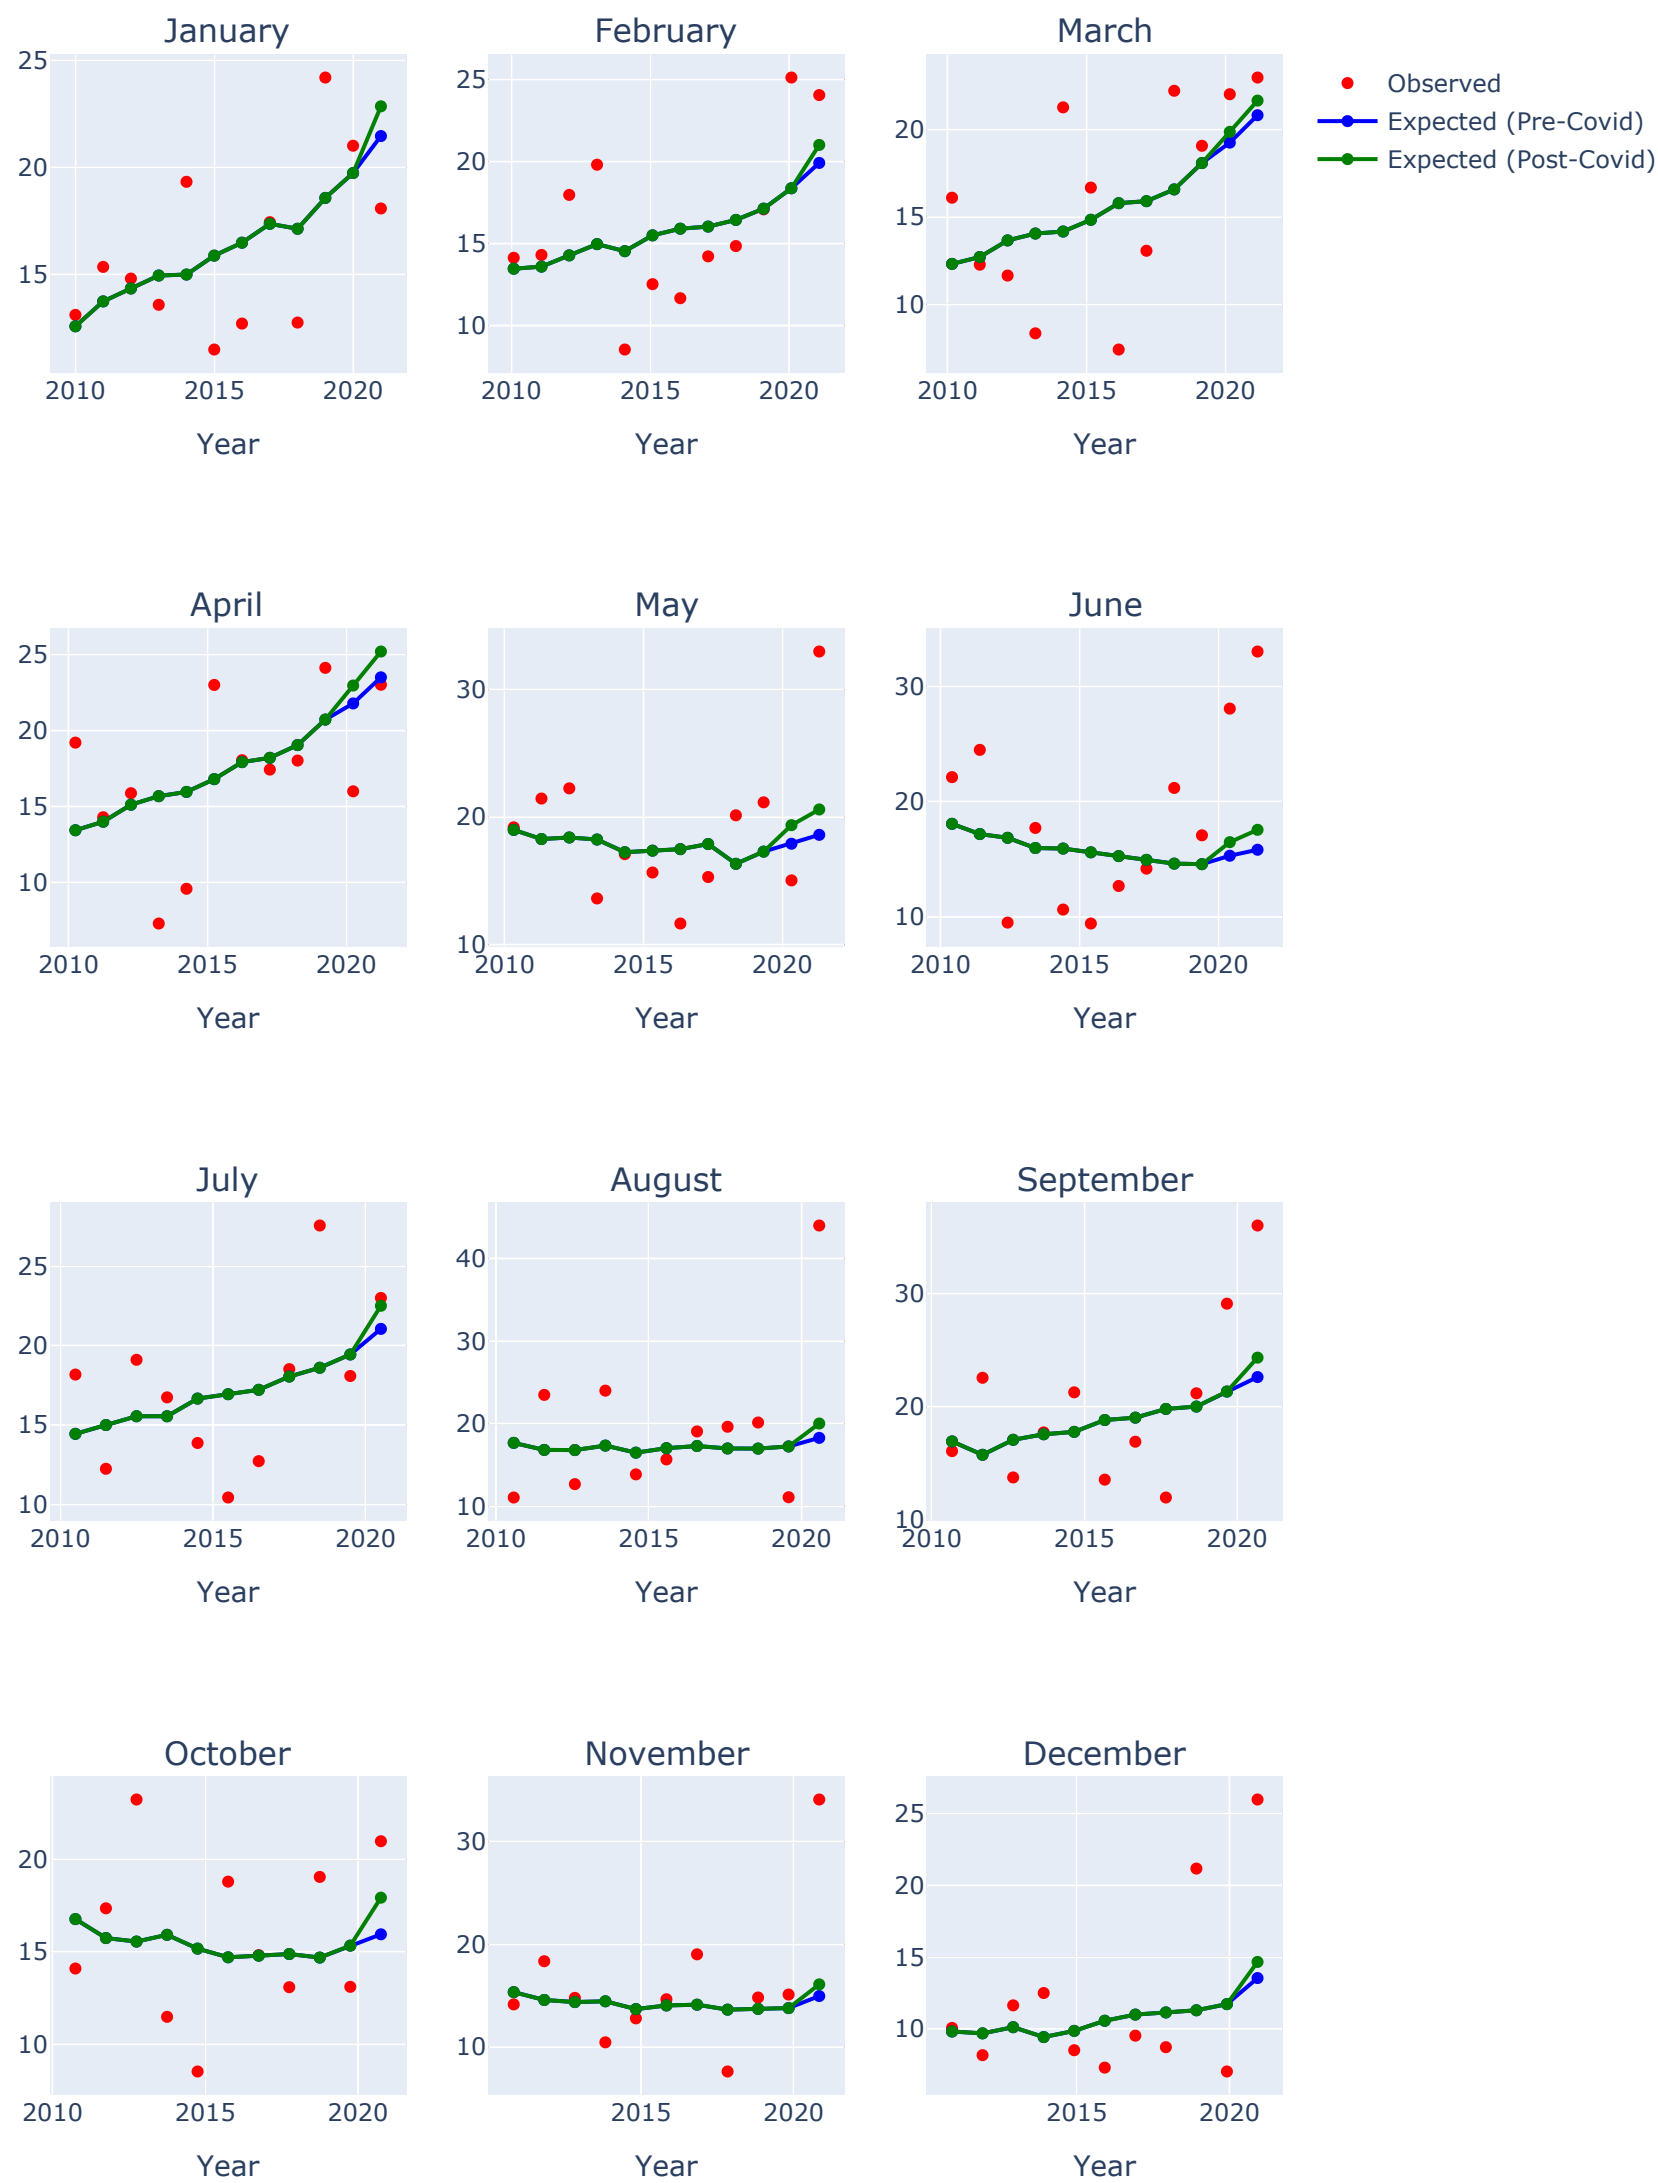 January
February
March
25
20
15
2010
2015
2020
Year
25
20
15
10
2010
2015
2020
Year
20
15
10
2010
2015
2020
Year
Observed
Expected (Pre-Covid)
Expected (Post-Covid)
April
May
June
25
20
15
10
2010
2015
2020
Year
30
20
10
2010
2015
2020
Year
30
20
10
2010
2015
2020
Year
July
August
September
25
20
15
10
2010
2015
2020
Year
40
30
20
10
2010
2015
2020
Year
30
20
10
2010
2015
2020
Year
October
November
December
20
15
10
2010
2015
2020
Year
30
20
10
2015
2020
Year
25
20
15
10
2015
2020
Year